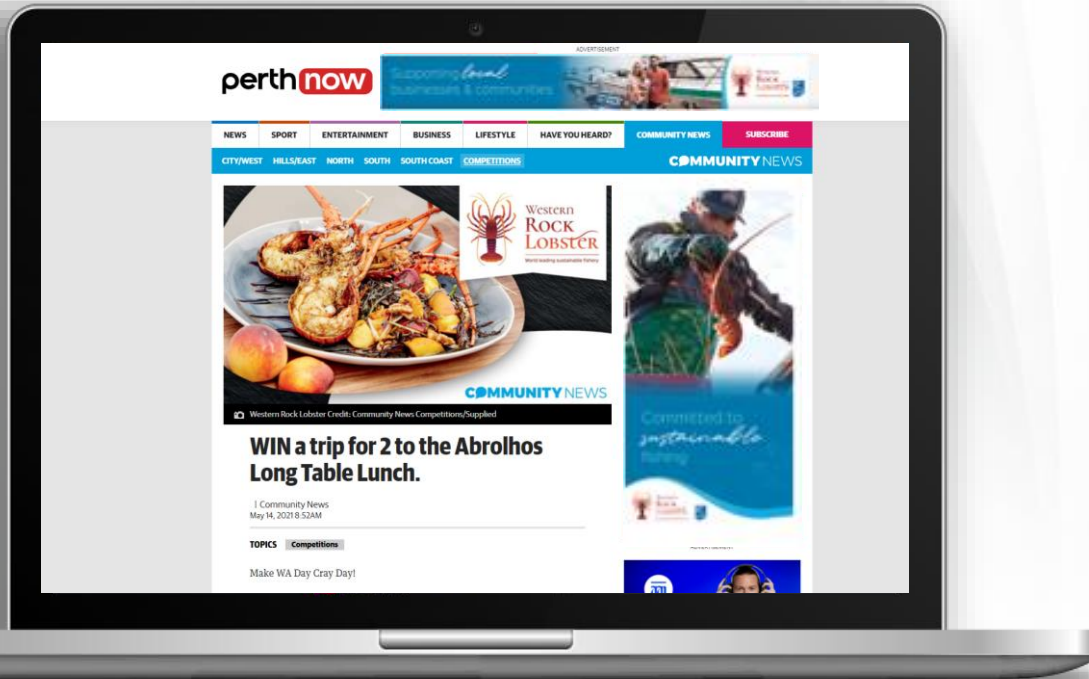 ADVERTISEMENT
perth now
Supporting local
businesses & communities
Western
Rock
Lobster
NEWS SPORT ENTERTAINMENT BUSINESS LIFESTYLE HAVE YOU HEARD? COMMUNITY NEWS SUBSCRIBE
CITY/WEST HILLS/EAST NORTH SOUTH SOUTH COAST COMPETITIONS COMMUNITY NEWS
Western
ROCK
LOBSTER
World leading sustainable fishery
COMMUNITY NEWS
Western Rock Lobster Credit: Community News Competitions/Supplied
WIN a trip for 2 to the Abrolhos
Long Table Lunch.
| Community News
May 14, 2021 8:52AM
TOPICS Competitions
Make WA Day Cray Day!
Committed to
sustainable
fishing